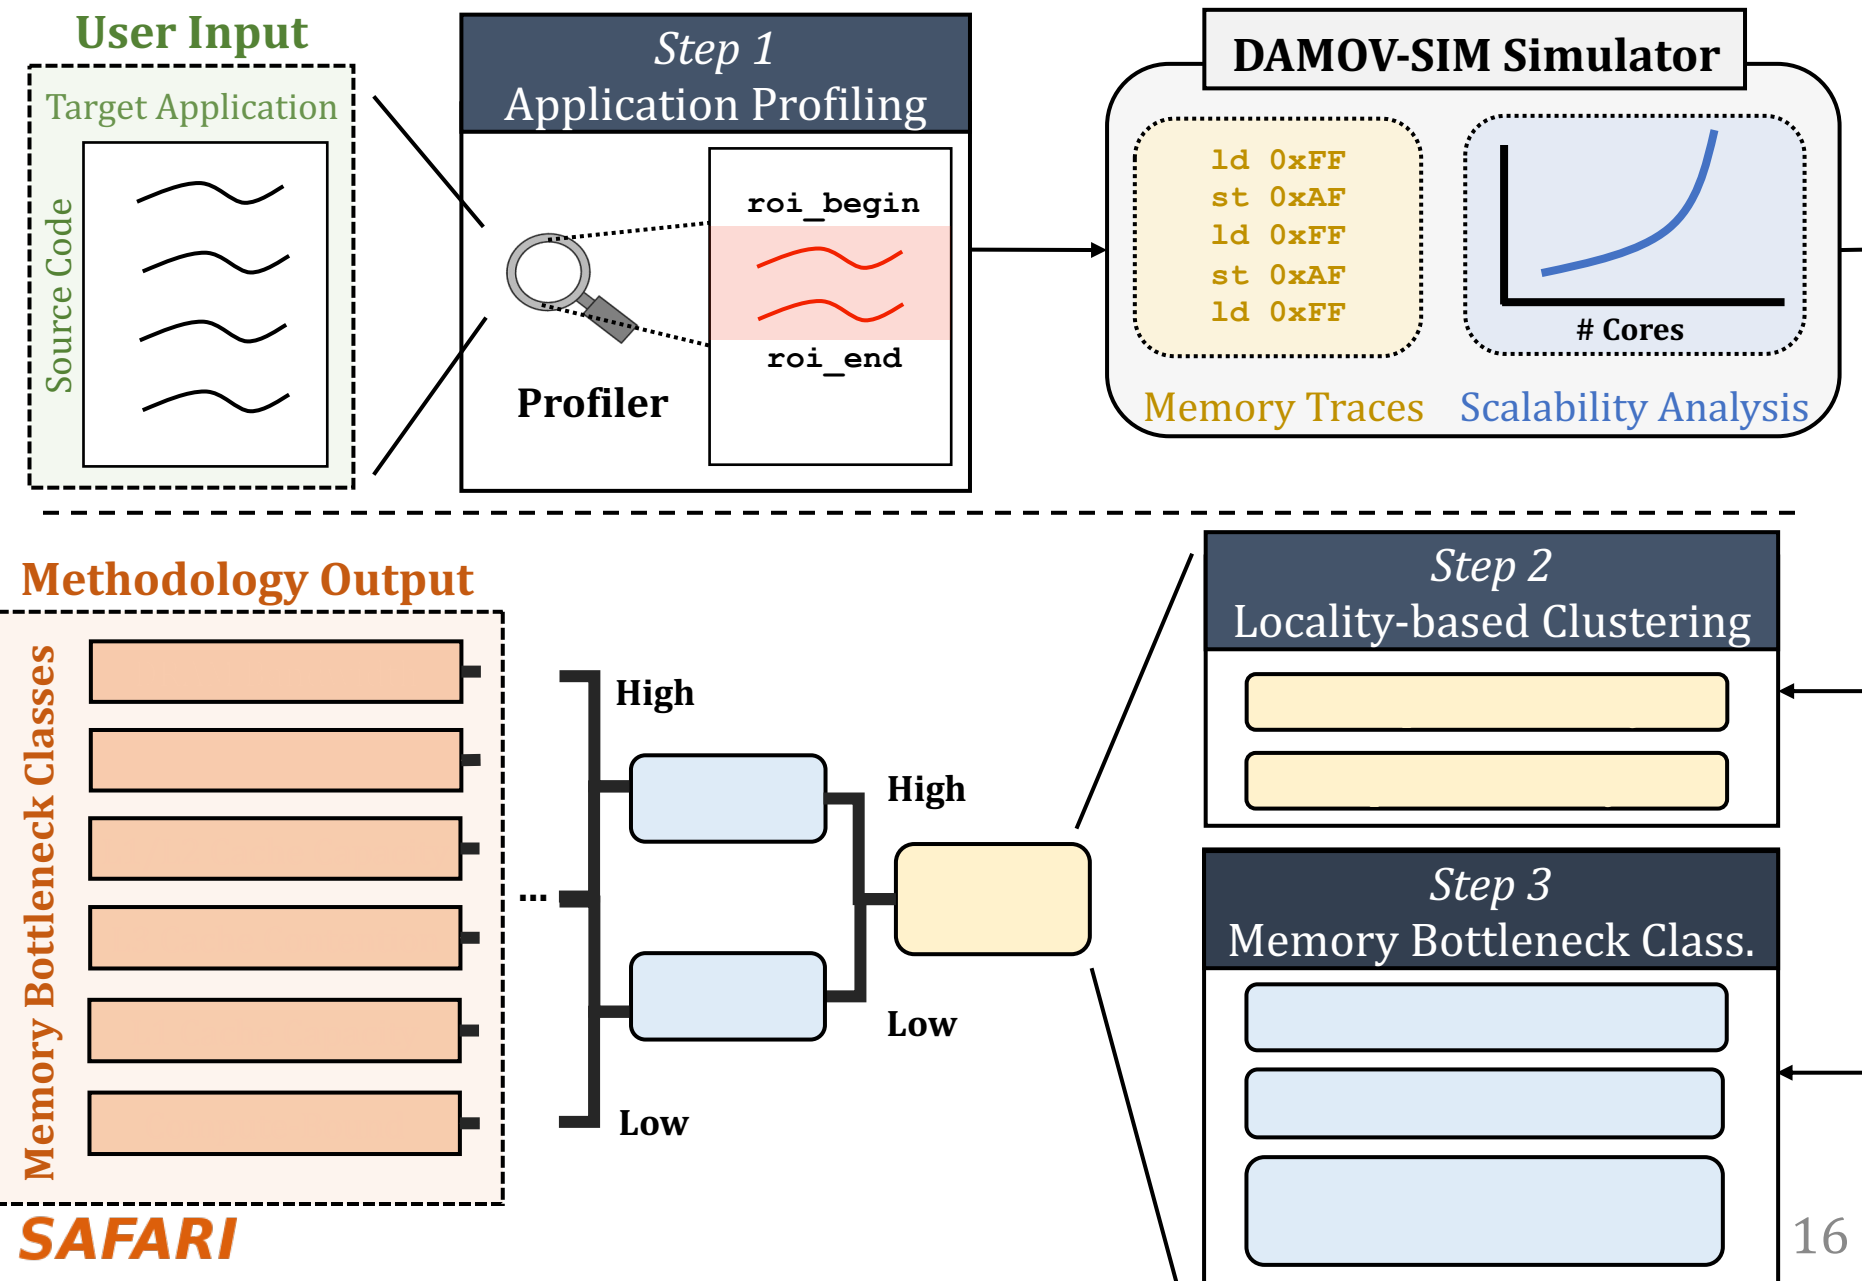 User Input
Target Application
Source Code
Step 1
Application Profiling
roi_begin
roi_end
Profiler
DAMOV-SIM Simulator
ld 0xFF
st 0xAF
ld 0xFF
st 0xAF
ld 0xFF
Memory Traces
# Cores
Scalability Analysis
Methodology Output
Memory Bottleneck Classes
...
High
Low
High
Low
Step 2
Locality-based Clustering
Step 3
Memory Bottleneck Class.
SAFARI
16